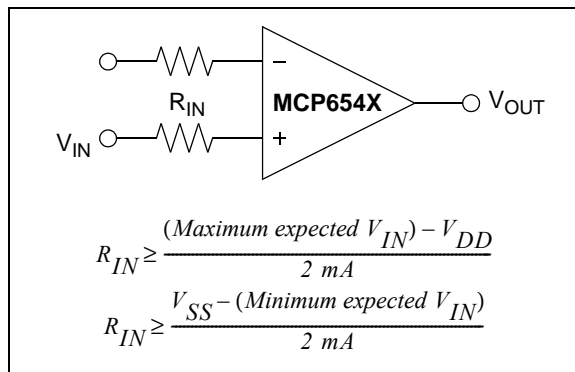 −
R_IN
MCP654X
V_OUT
V_IN
+
R_IN ≥ (Maximum expected V_IN) – V_DD / 2 mA
R_IN ≥ V_SS – (Minimum expected V_IN) / 2 mA